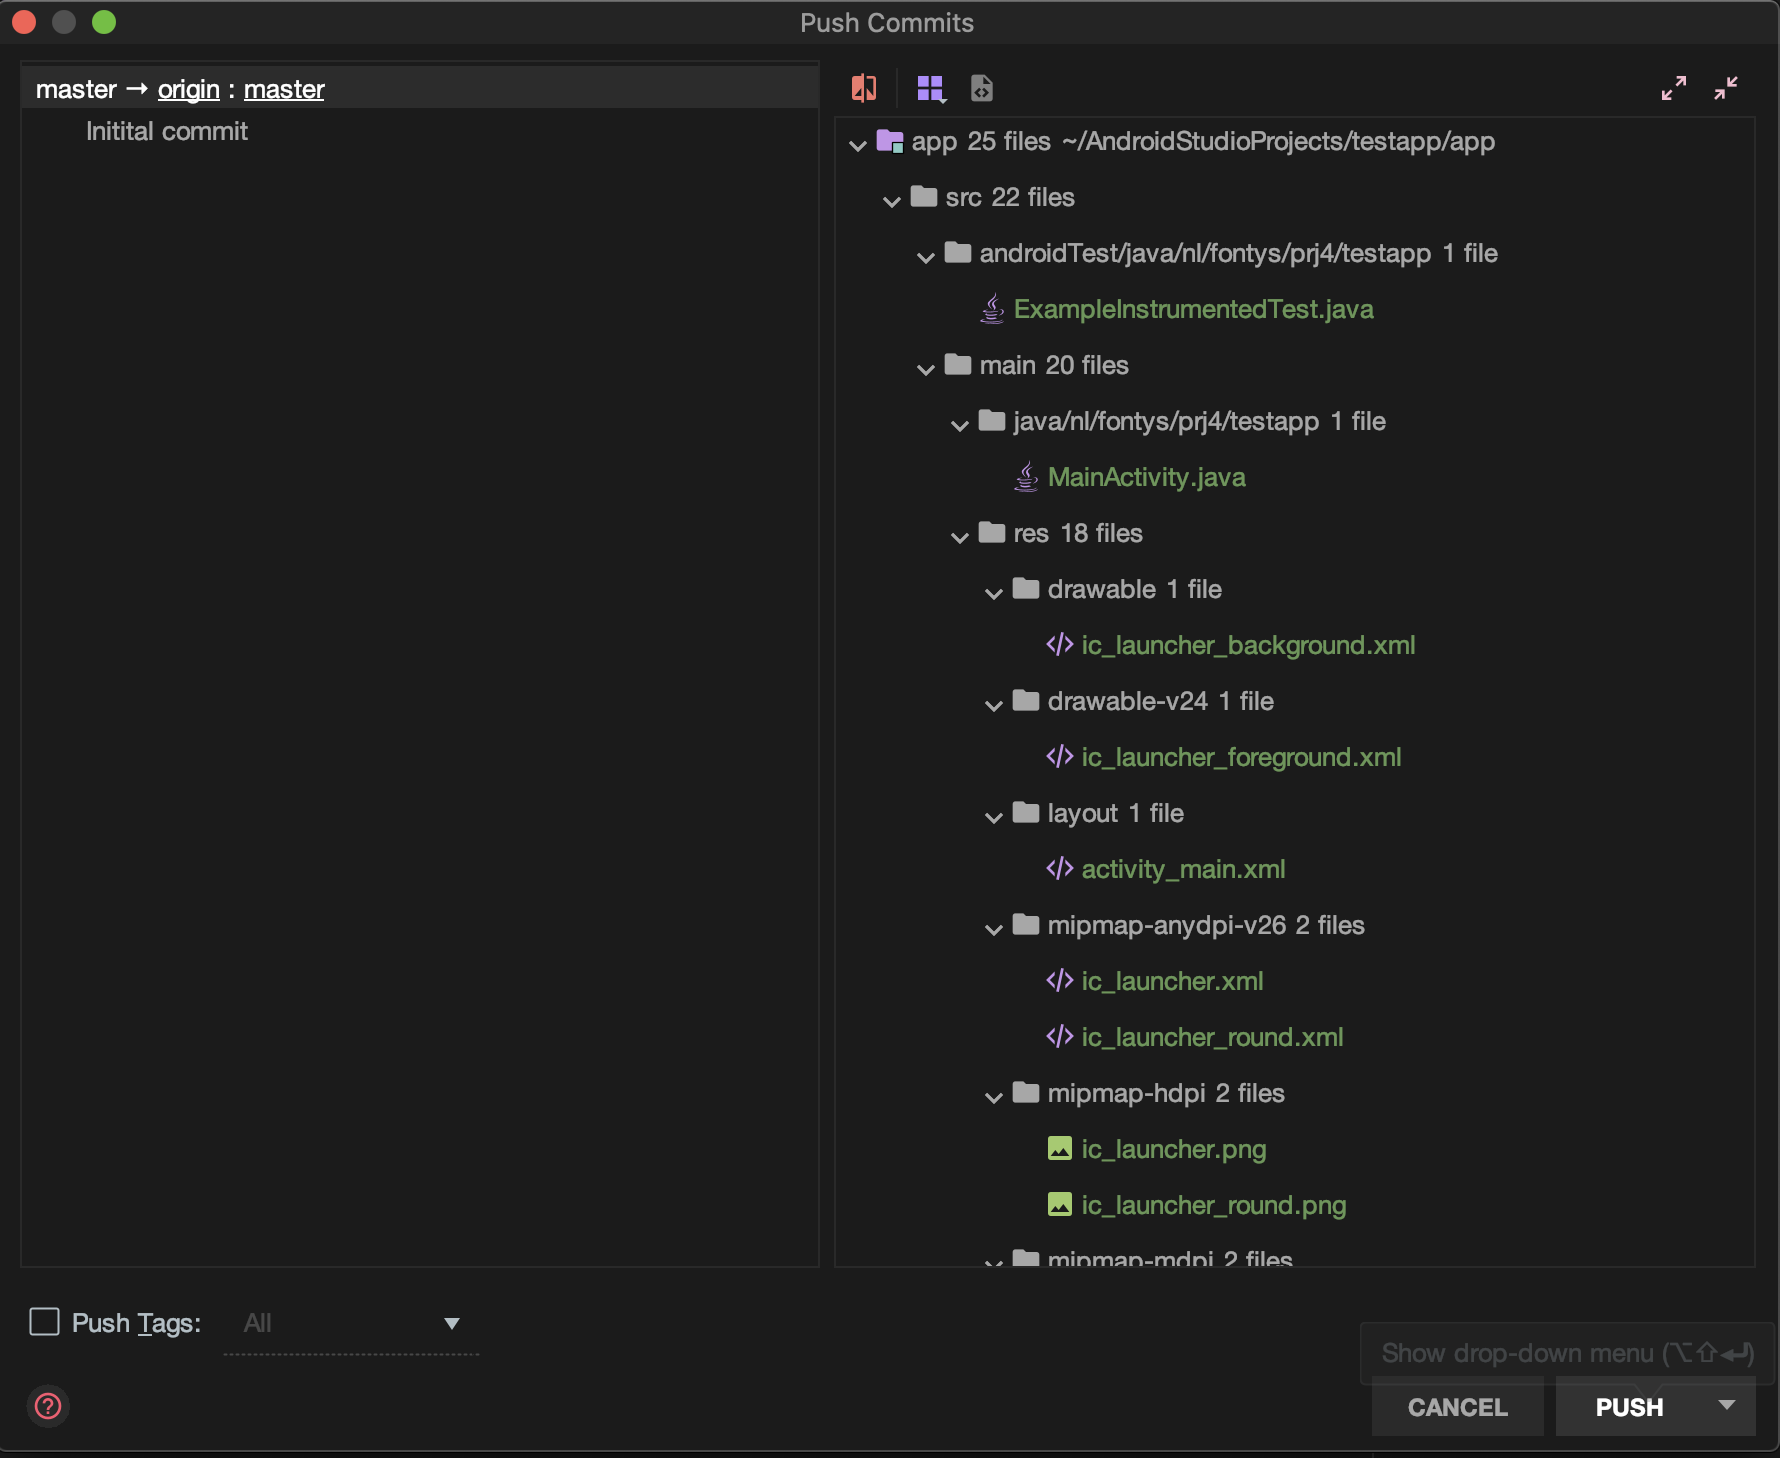 Push Commits
master → origin : master
Initital commit
app 25 files ~/AndroidStudioProjects/testapp/app
src 22 files
androidTest/java/nl/fontys/prj4/testapp 1 file
ExampleInstrumentedTest.java
main 20 files
java/nl/fontys/prj4/testapp 1 file
MainActivity.java
res 18 files
drawable 1 file
ic_launcher_background.xml
drawable-v24 1 file
ic_launcher_foreground.xml
layout 1 file
activity_main.xml
mipmap-anydpi-v26 2 files
ic_launcher.xml
ic_launcher_round.xml
mipmap-hdpi 2 files
ic_launcher.png
ic_launcher_round.png
mipmap-mdpi 2 files
Push Tags: All
Show drop-down menu (⌥⇧↵)
CANCEL PUSH